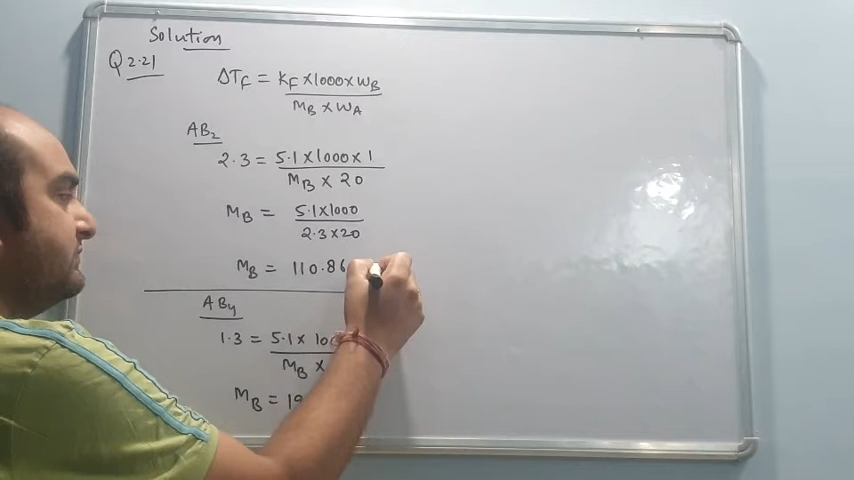 Solution
Q 2.21
ΔT_F = K_F × 1000 × W_B
M_B × W_A
AB₂
2.3 = 5.1 × 1000 × 1
M_B × 20
M_B = 5.1×1000
2.3×20
M_B = 110.86
AB₄
1.3 = 5.1 ×
M_B ×
M_B =